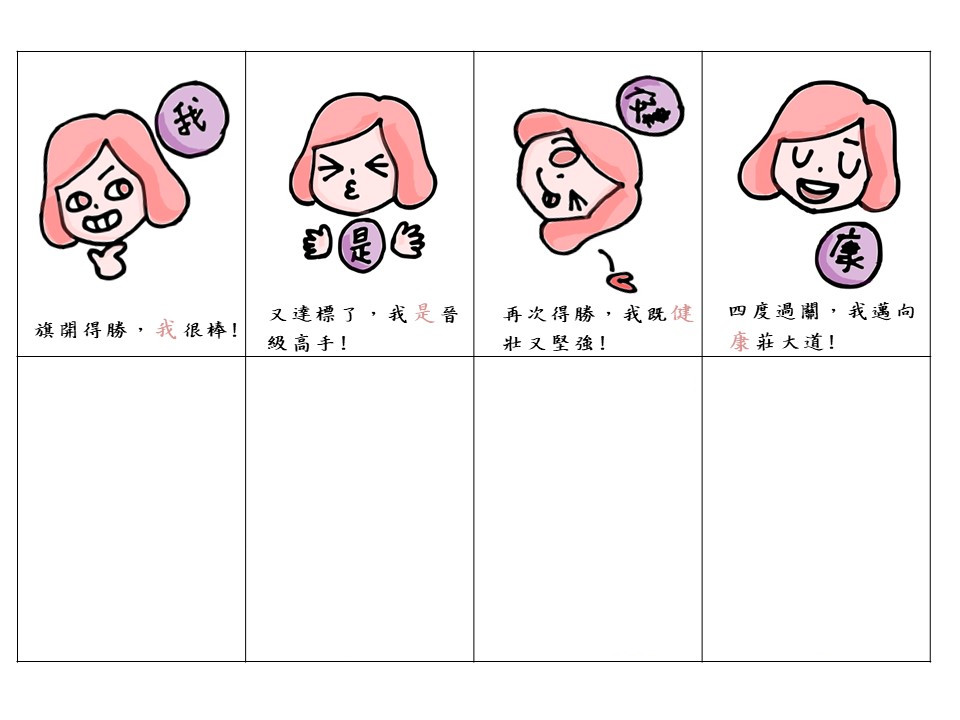 我
旗開得勝，我很棒!
是
又達標了，我是晉
級高手!
健
再次得勝，我既健
壯又堅強!
康
四度過關，我邁向
康莊大道!